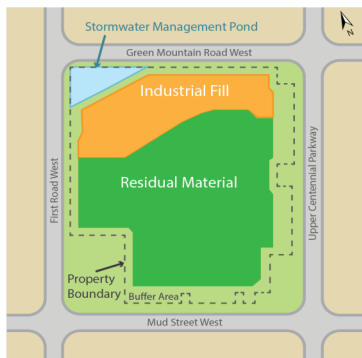 Stormwater Management Pond
Green Mountain Road West
N
Industrial Fill
First Road West
Upper Centennial Parkway
Residual Material
Property
Boundary
Buffer Area
Mud Street West